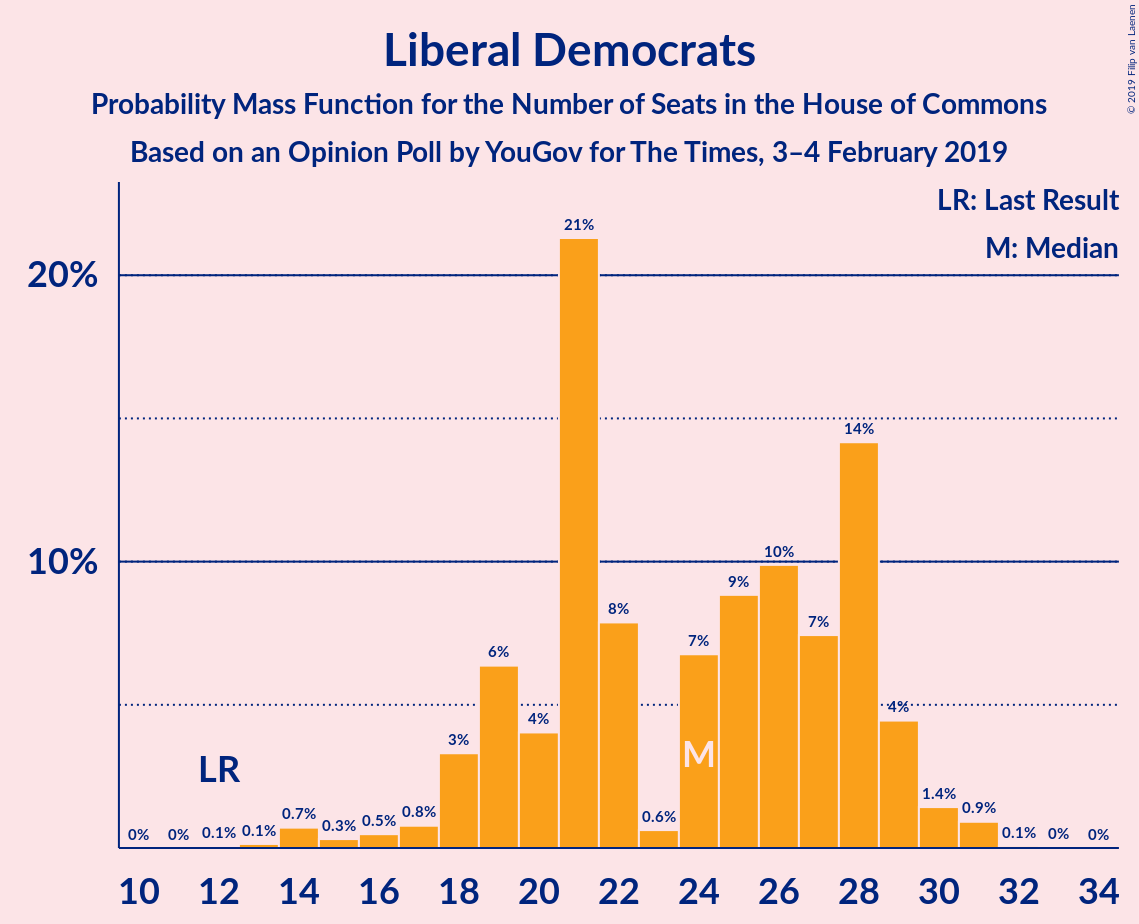 Liberal Democrats
Probability Mass Function for the Number of Seats in the House of Commons
Based on an Opinion Poll by YouGov for The Times, 3–4 February 2019
© 2019 Filip van Laenen
LR: Last Result
M: Median
20%
10%
0% 0% 0.1% 0.1% 0.7% 0.3% 0.5% 0.8% 3% 6% 4% 21% 8% 0.6% 7% 9% 10% 7% 14% 4% 1.4% 0.9% 0.1% 0% 0%
LR M
10 12 14 16 18 20 22 24 26 28 30 32 34